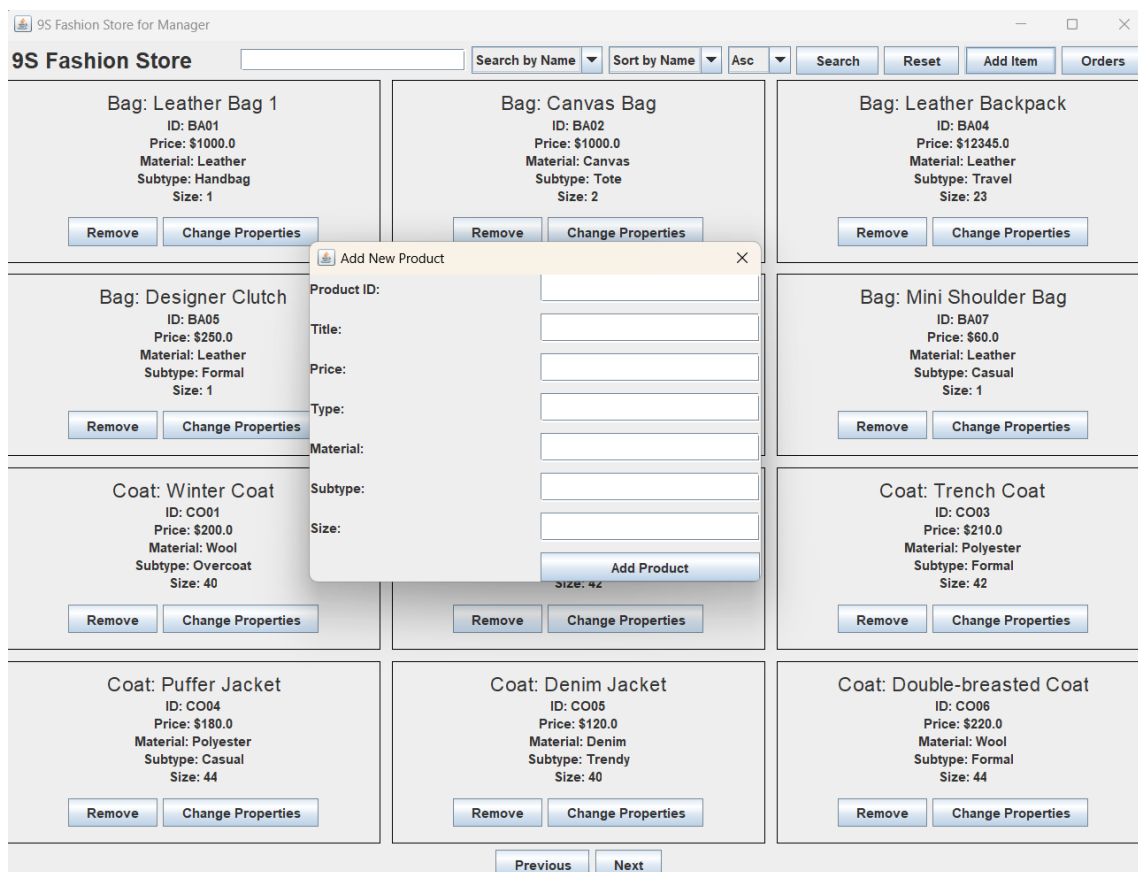 9S Fashion Store for Manager
9S Fashion Store Search by Name Sort by Name Asc Search Reset Add Item Orders
Bag: Leather Bag 1
ID: BA01
Price: $1000.0
Material: Leather
Subtype: Handbag
Size: 1
Remove Change Properties
Bag: Canvas Bag
ID: BA02
Price: $1000.0
Material: Canvas
Subtype: Tote
Size: 2
Remove Change Properties
Bag: Leather Backpack
ID: BA04
Price: $12345.0
Material: Leather
Subtype: Travel
Size: 23
Remove Change Properties
Bag: Designer Clutch
ID: BA05
Price: $250.0
Material: Leather
Subtype: Formal
Size: 1
Remove Change Properties
Add New Product
Product ID:
Title:
Price:
Type:
Material:
Subtype:
Size:
Add Product
Bag: Mini Shoulder Bag
ID: BA07
Price: $60.0
Material: Leather
Subtype: Casual
Size: 1
Remove Change Properties
Coat: Winter Coat
ID: CO01
Price: $200.0
Material: Wool
Subtype: Overcoat
Size: 40
Remove Change Properties
Size: 42
Remove Change Properties
Coat: Trench Coat
ID: CO03
Price: $210.0
Material: Polyester
Subtype: Formal
Size: 42
Remove Change Properties
Coat: Puffer Jacket
ID: CO04
Price: $180.0
Material: Polyester
Subtype: Casual
Size: 44
Remove Change Properties
Coat: Denim Jacket
ID: CO05
Price: $120.0
Material: Denim
Subtype: Trendy
Size: 40
Remove Change Properties
Coat: Double-breasted Coat
ID: CO06
Price: $220.0
Material: Wool
Subtype: Formal
Size: 44
Remove Change Properties
Previous Next